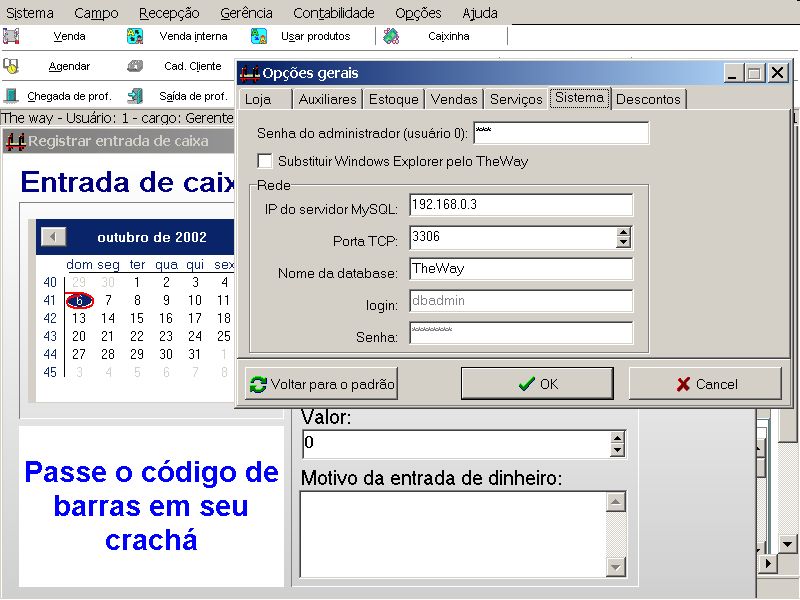 Sistema Campo Recepção Gerência Contabilidade Opções Ajuda
Venda Venda interna Usar produtos Caixinha
Agendar Cad. Cliente
Chegada de prof. Saída de prof.
The way - Usuário: 1 - cargo: Gerente
Registrar entrada de caixa
Entrada de caix
outubro de 2002
dom seg ter qua qui sex
40 29 30 1 2 3 4
41 6 7 8 9 10 11
42 13 14 15 16 17 18
43 20 21 22 23 24 25
44 27 28 29 30 31 1
45 3 4 5 6 7 8
Passe o código de
barras em seu
crachá
Valor:
0
Motivo da entrada de dinheiro:
Opções gerais
Loja Auxiliares Estoque Vendas Serviços Sistema Descontos
Senha do administrador (usuário 0): ****
Substituir Windows Explorer pelo TheWay
Rede
IP do servidor MySQL: 192.168.0.3
Porta TCP: 3306
Nome da database: TheWay
login: dbadmin
Senha: *********
Voltar para o padrão OK Cancel